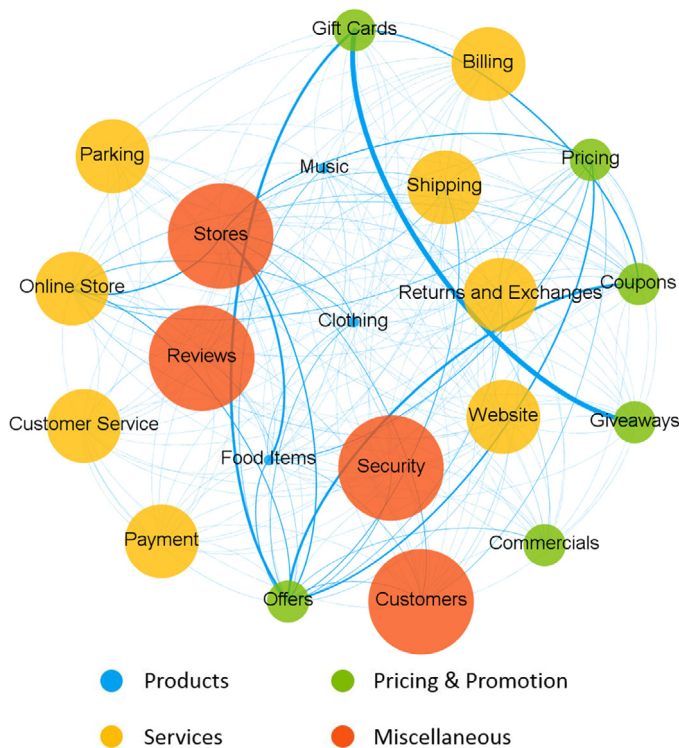 Gift Cards
Billing
Parking
Music
Pricing
Shipping
Stores
Online Store
Returns and Exchanges
Coupons
Clothing
Reviews
Customer Service
Website
Giveaways
Food Items
Security
Payment
Commercials
Offers
Customers
Products
Pricing & Promotion
Services
Miscellaneous